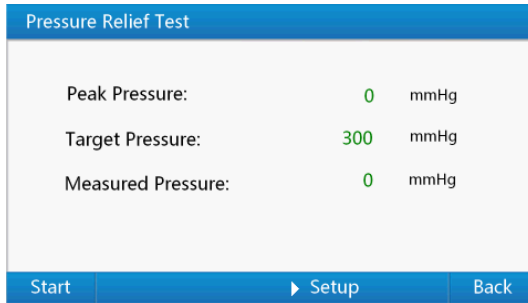 Pressure Relief Test
Peak Pressure: 0 mmHg
Target Pressure: 300 mmHg
Measured Pressure: 0 mmHg
Start Setup Back